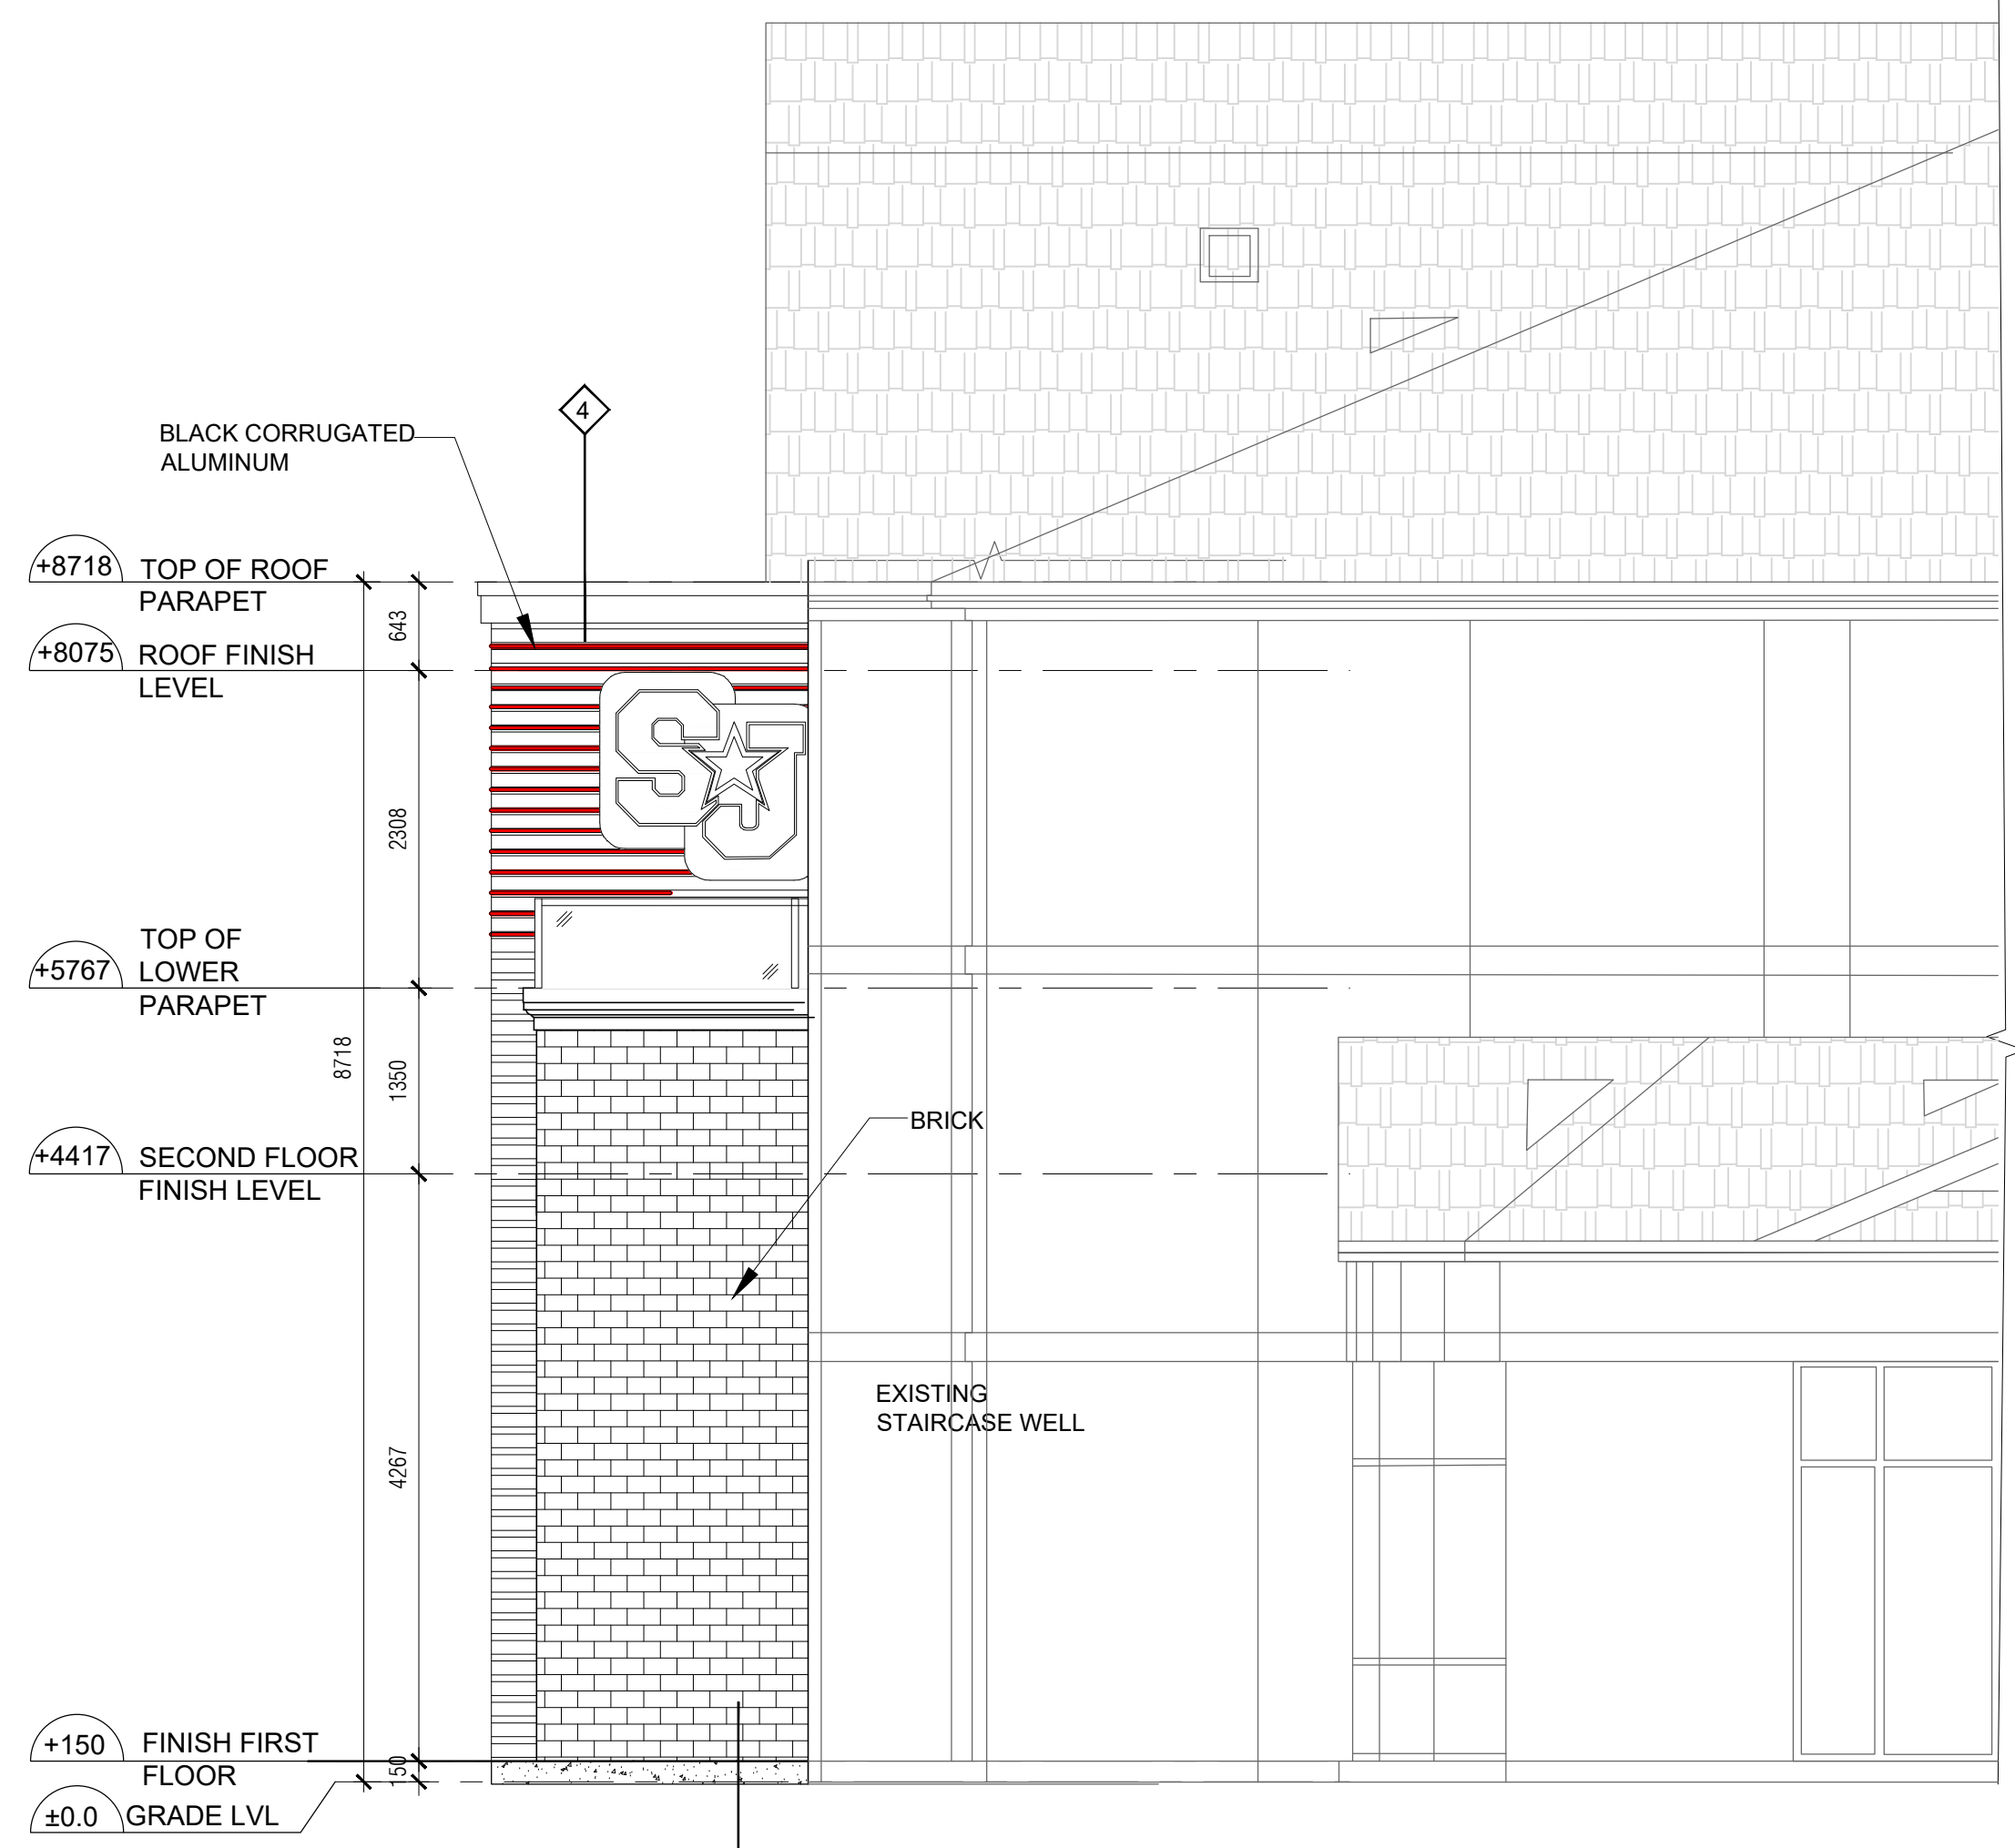 4
BLACK CORRUGATED
ALUMINUM
+8718
TOP OF ROOF
PARAPET
643
+8075
ROOF FINISH
LEVEL
SJ
2308
+5767
TOP OF
LOWER
PARAPET
8718
1350
BRICK
+4417
SECOND FLOOR
FINISH LEVEL
EXISTING
STAIRCASE WELL
4267
+150
FINISH FIRST
FLOOR
150
±0.0
GRADE LVL